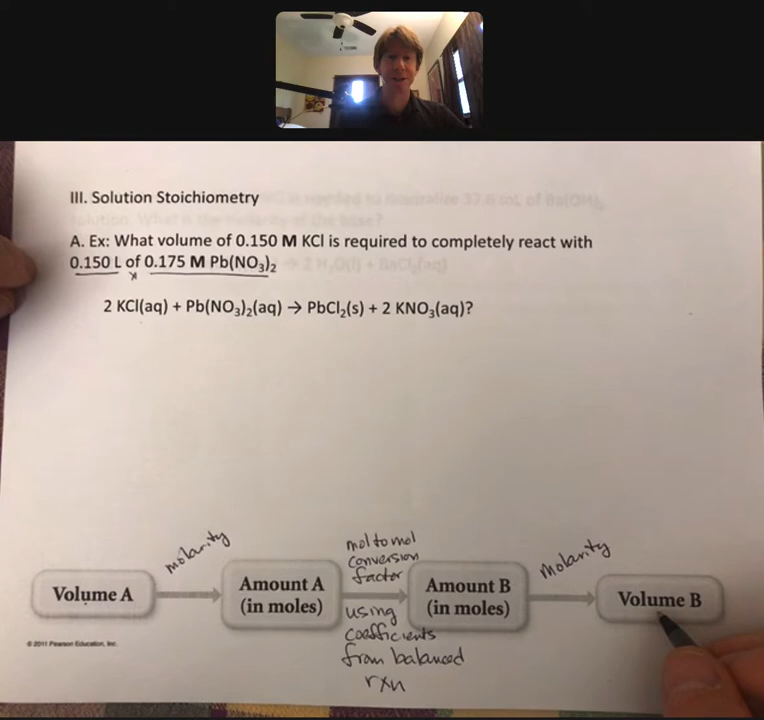 III. Solution Stoichiometry
A. Ex: What volume of 0.150 M KCl is required to completely react with
0.150 L of 0.175 M Pb(NO₃)₂
x
2 KCl(aq) + Pb(NO₃)₂(aq) → PbCl₂(s) + 2 KNO₃(aq)?
molarity
mol to mol
conversion
factor
molarity
Volume A
Amount A
(in moles)
Amount B
(in moles)
Volume B
using
coefficients
from balanced
rxn
© 2011 Pearson Education, Inc.